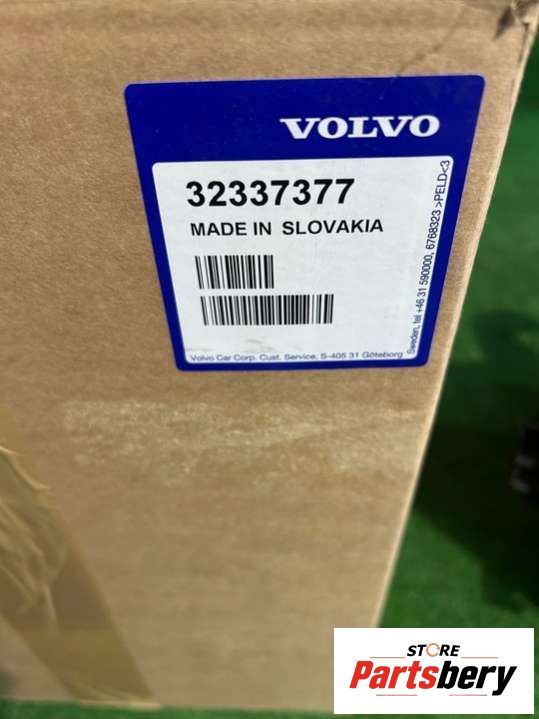 VOLVO
32337377
MADE IN SLOVAKIA
Volvo Car Corp. Cust. Service, S-405 31 Göteborg
Sweden, tel +46 31 590000, 6768323 >PELD<3
STORE
Partsbery